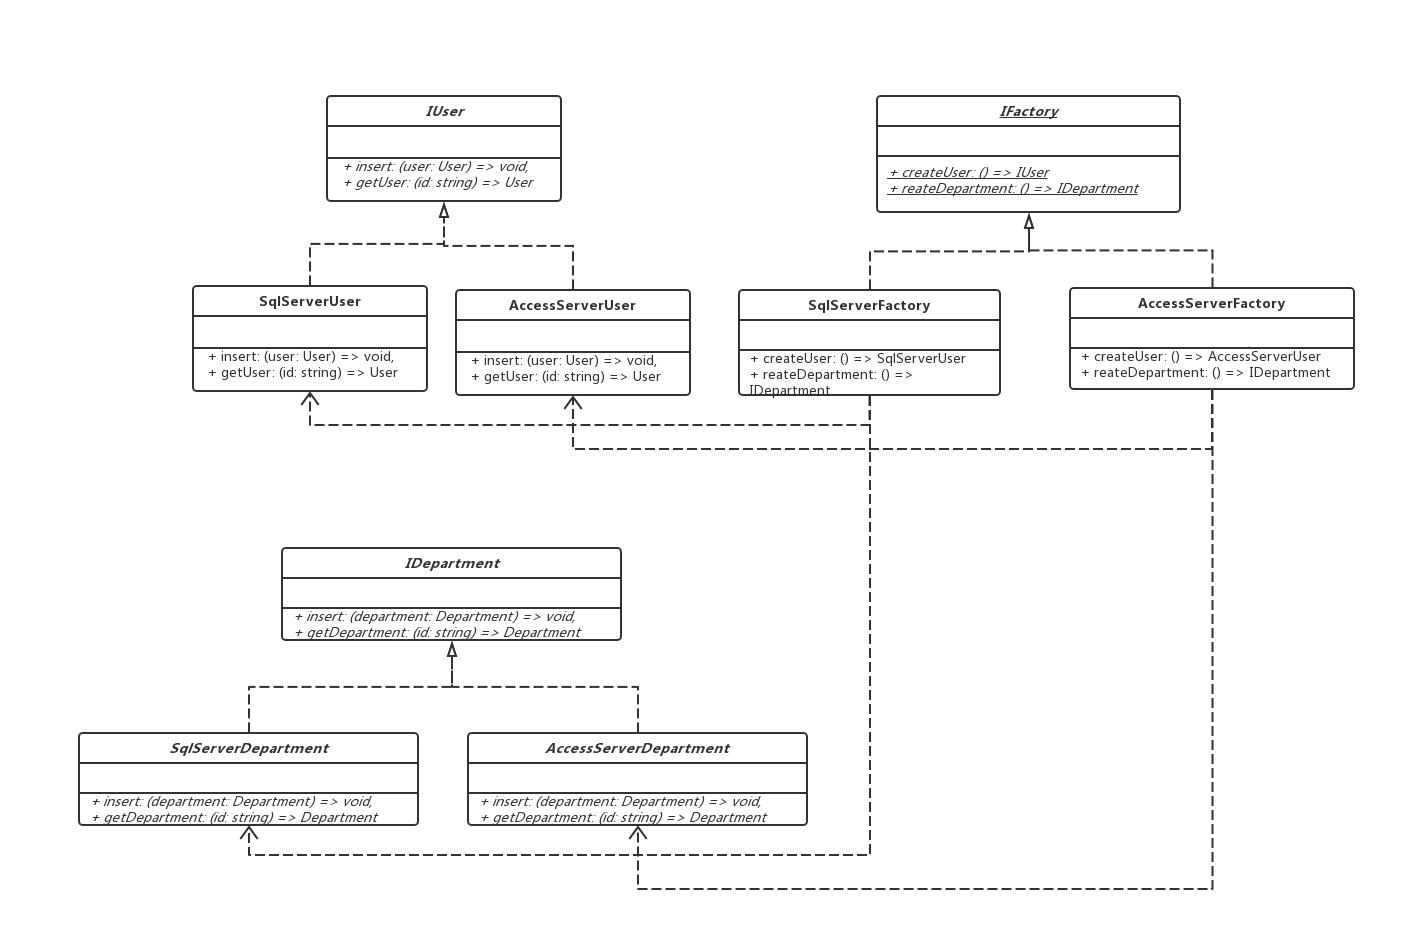 IUser
+ insert: (user: User) => void,
+ getUser: (id: string) => User
IFactory
+ createUser: () => IUser
+ reateDepartment: () => IDepartment
SqlServerUser
+ insert: (user: User) => void,
+ getUser: (id: string) => User
AccessServerUser
+ insert: (user: User) => void,
+ getUser: (id: string) => User
SqlServerFactory
+ createUser: () => SqlServerUser
+ reateDepartment: () =>
IDepartment
AccessServerFactory
+ createUser: () => AccessServerUser
+ reateDepartment: () => IDepartment
IDepartment
+ insert: (department: Department) => void,
+ getDepartment: (id: string) => Department
SqlServerDepartment
+ insert: (department: Department) => void,
+ getDepartment: (id: string) => Department
AccessServerDepartment
+ insert: (department: Department) => void,
+ getDepartment: (id: string) => Department